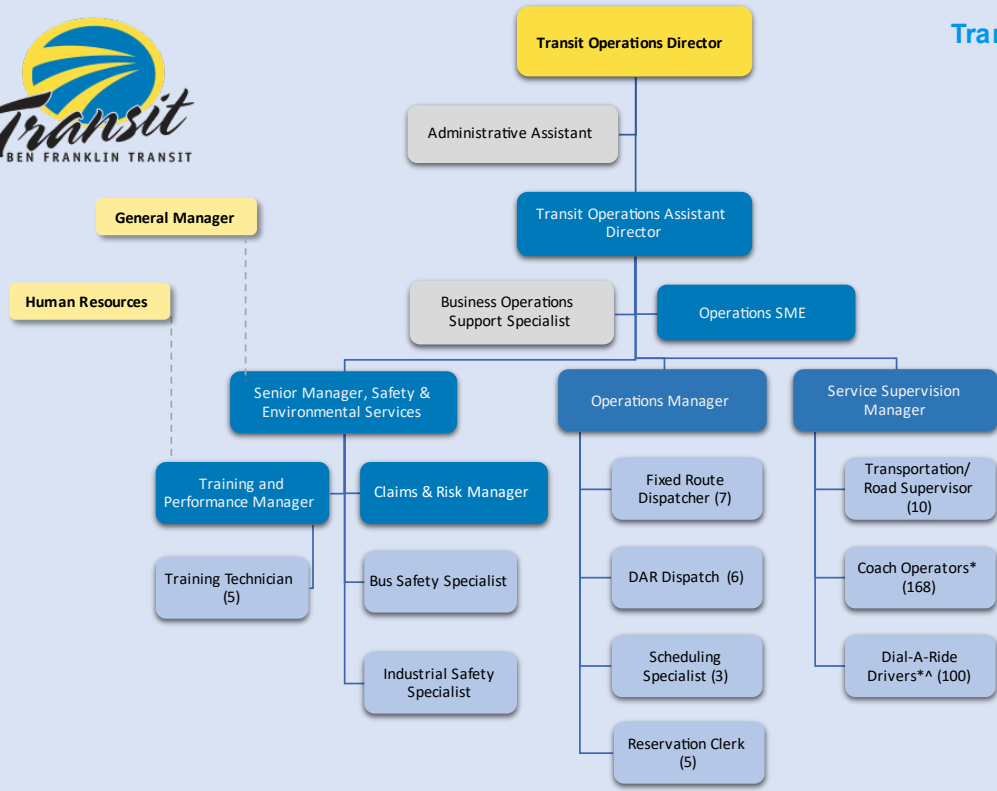 Transit Operations Director
Transit
BEN FRANKLIN TRANSIT
Administrative Assistant
General Manager
Transit Operations Assistant
Director
Human Resources
Business Operations
Support Specialist
Operations SME
Senior Manager, Safety &
Environmental Services
Operations Manager
Service Supervision
Manager
Training and
Performance Manager
Claims & Risk Manager
Fixed Route
Dispatcher (7)
Transportation/
Road Supervisor
(10)
Training Technician
(5)
Bus Safety Specialist
DAR Dispatch (6)
Coach Operators*
(168)
Industrial Safety
Specialist
Scheduling
Specialist (3)
Dial-A-Ride
Drivers*^ (100)
Reservation Clerk
(5)